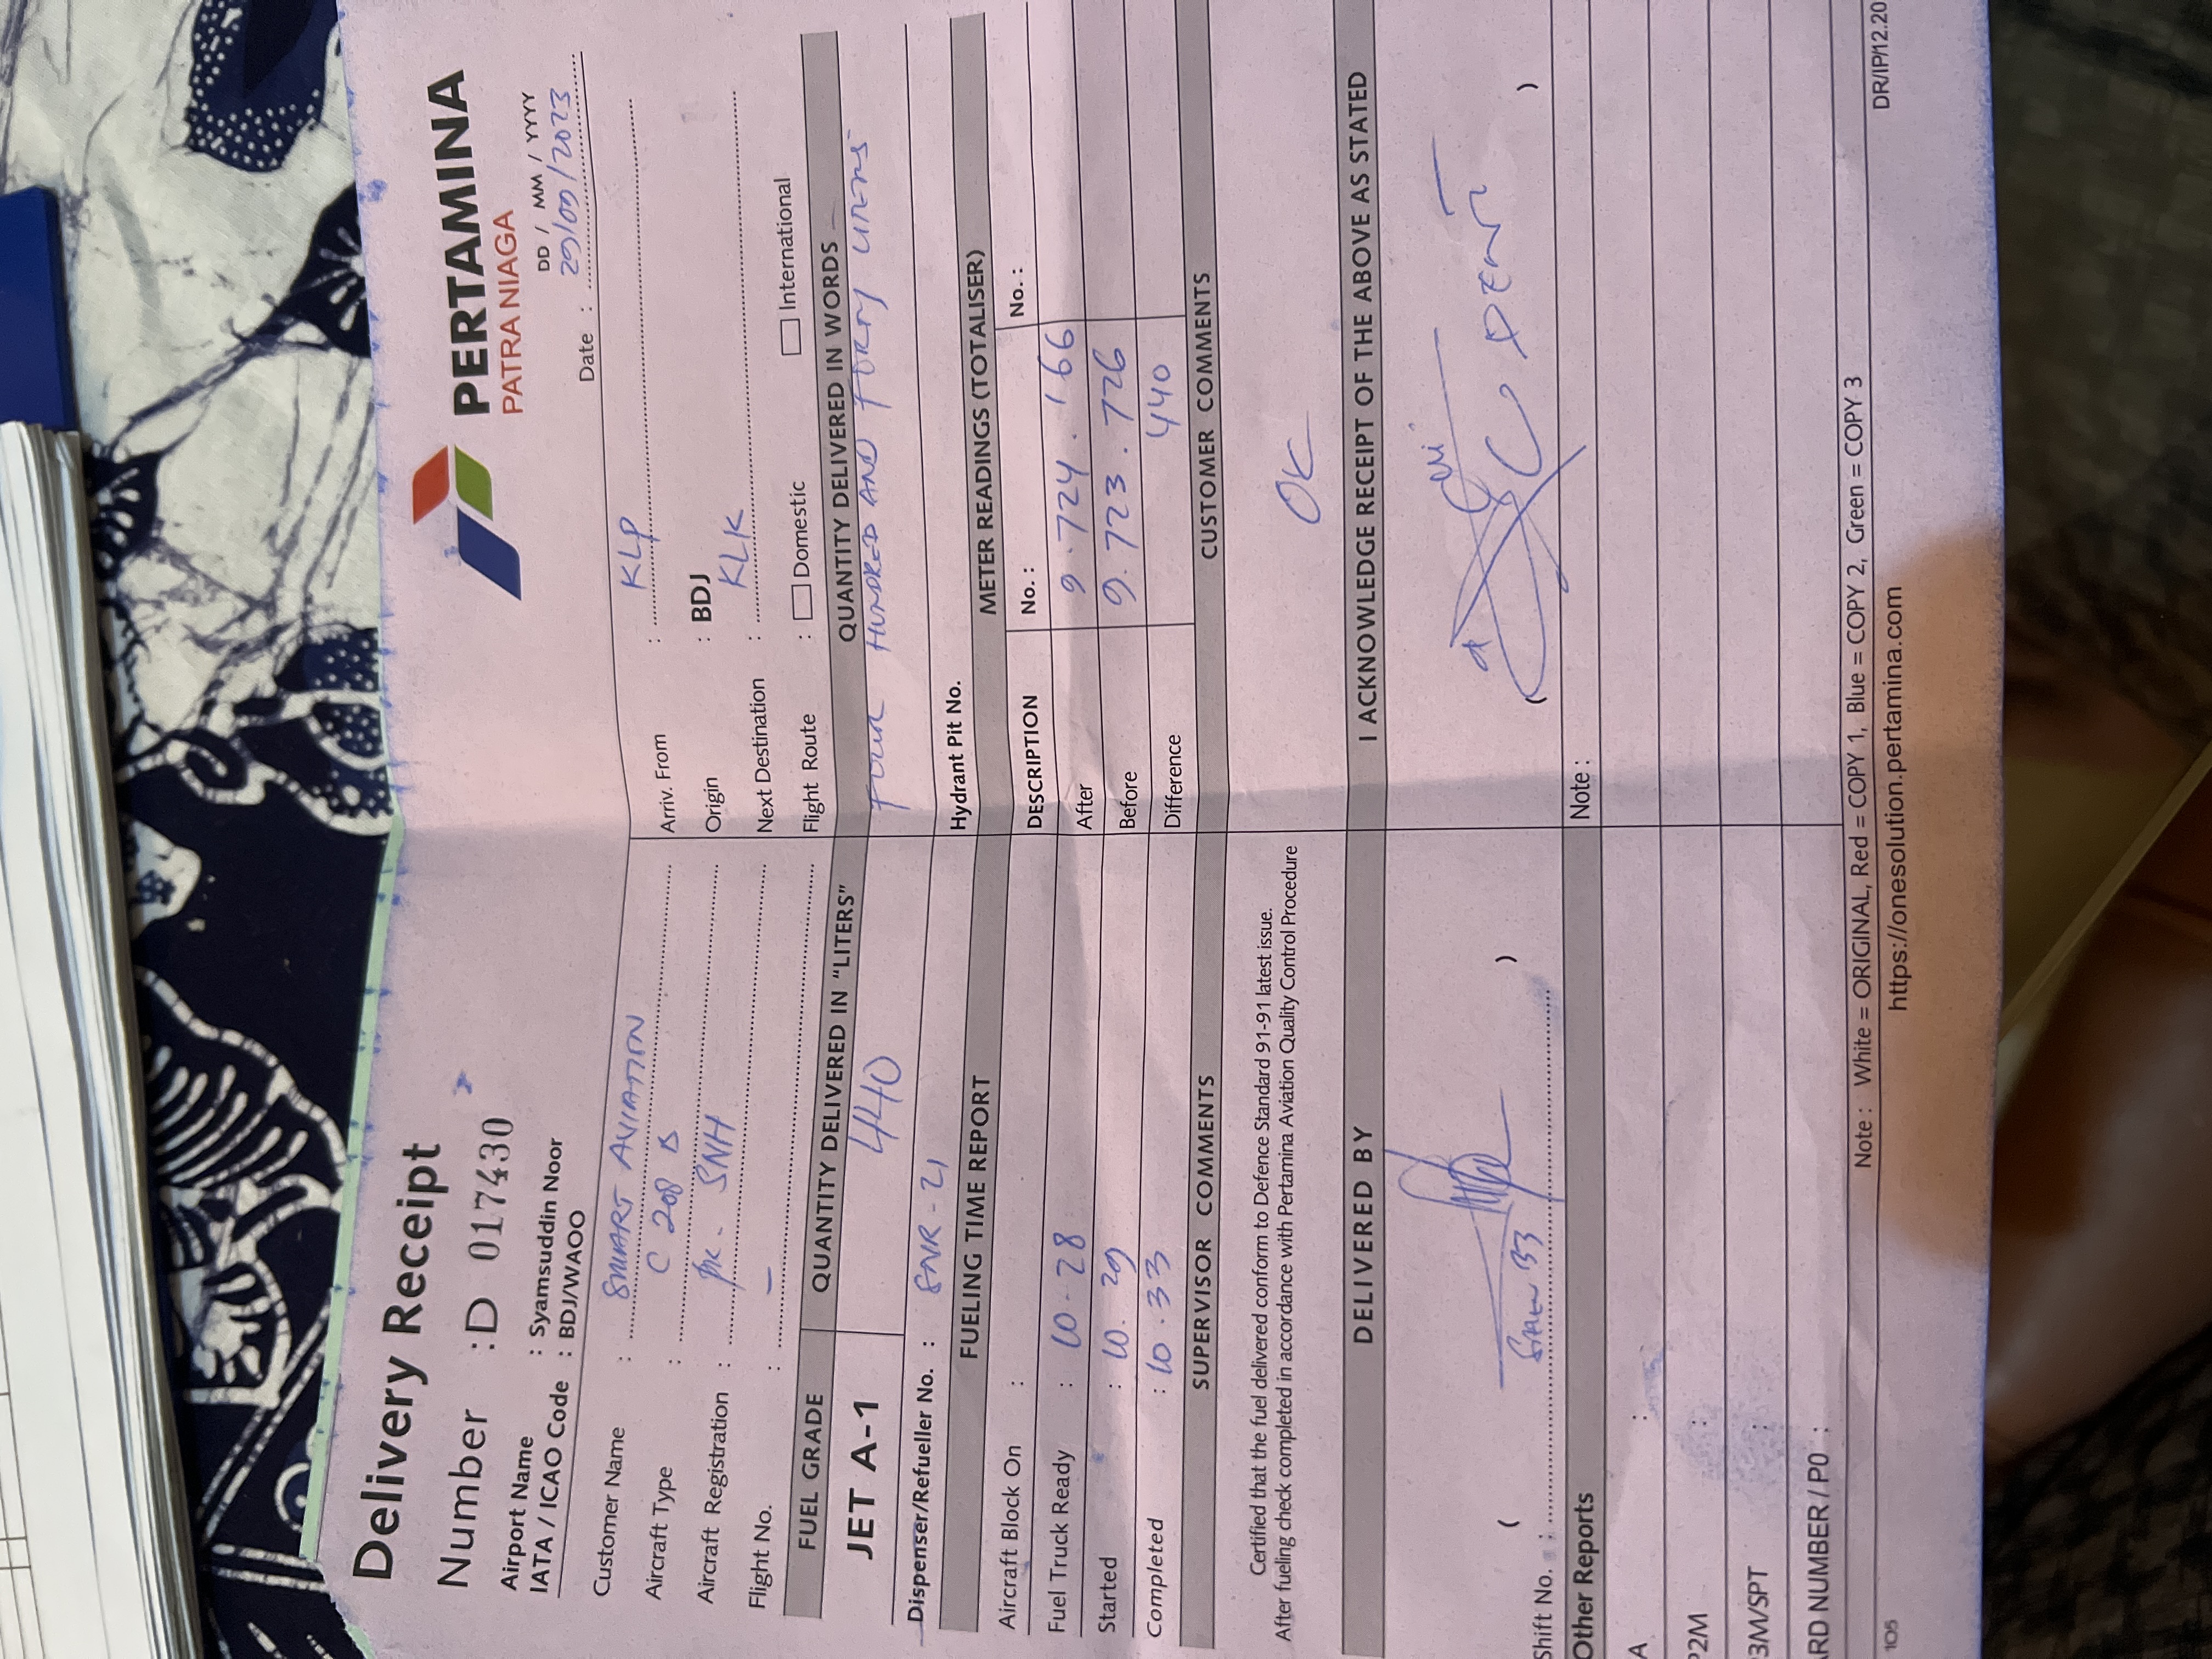 Delivery Receipt
Number : D 017430
Airport Name : Syamsudin Noor
IATA / ICAO Code : BDJ/WAOO
PERTAMINA
PATRA NIAGA
DD / MM / YYYY
Date : 29/09/2023
Customer Name : SMART AVIATION
Aircraft Type : C 208 B
Aircraft Registration : PK - SNH
Flight No. : -
Arriv. From : KLP
Origin : BDJ
Next Destination : KLK
Flight Route : Domestic International
FUEL GRADE QUANTITY DELIVERED IN "LITERS" QUANTITY DELIVERED IN WORDS
JET A-1 440 FOUR HUNDRED AND FORTY LITERS
Dispenser/Refueller No. : SNR - 21 Hydrant Pit No.
FUELING TIME REPORT METER READINGS (TOTALISER)
Aircraft Block On : DESCRIPTION No. : No. :
Fuel Truck Ready : 10.28 After 9.724.166
Started : 10.29 Before 9.723.726
Completed : 10.33 Difference 440
SUPERVISOR COMMENTS CUSTOMER COMMENTS
Certified that the fuel delivered conform to Defence Standard 91-91 latest issue.
After fueling check completed in accordance with Pertamina Aviation Quality Control Procedure
OK
DELIVERED BY I ACKNOWLEDGE RECEIPT OF THE ABOVE AS STATED
( )
( )
Shift No. :
Other Reports Note :
A :
P2M :
3M/SPT :
RD NUMBER / PO :
Note : White = ORIGINAL, Red = COPY 1, Blue = COPY 2, Green = COPY 3
105 https://onesolution.pertamina.com DR/IP/12.20